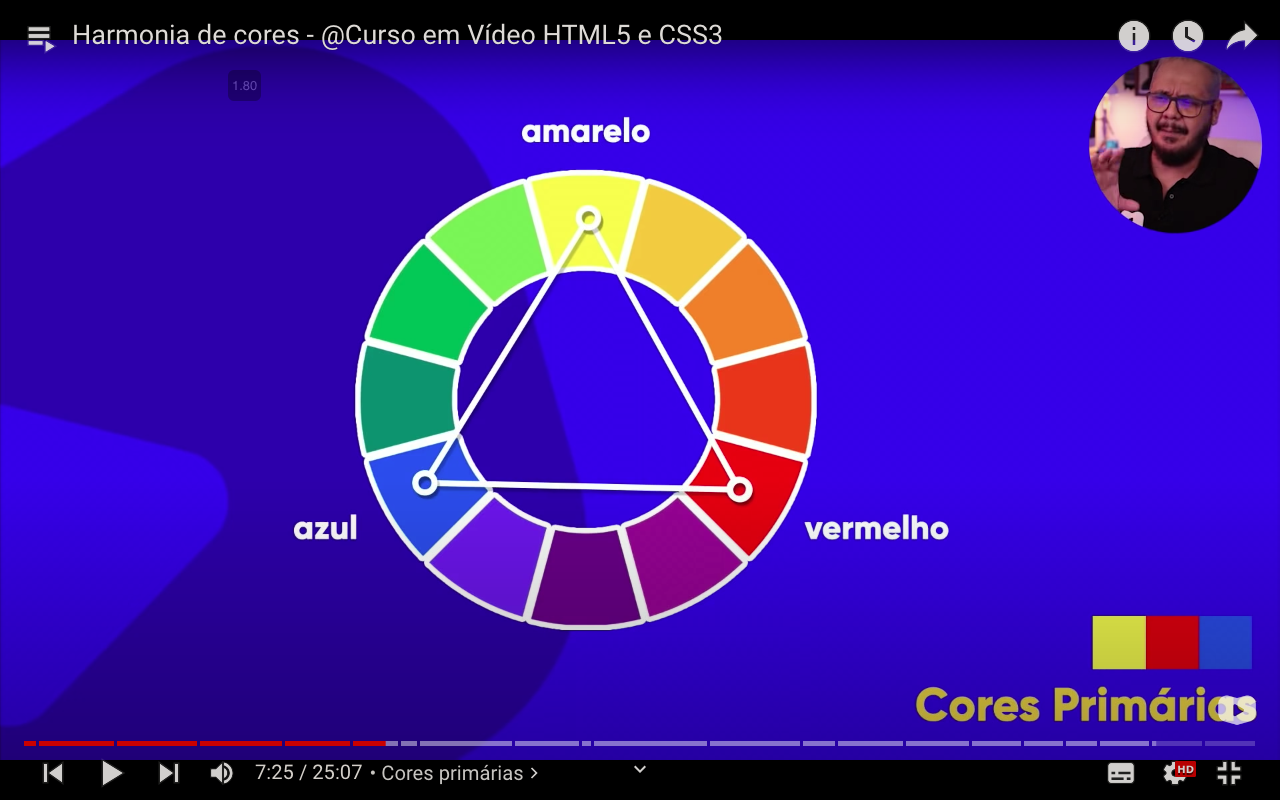 Harmonia de cores - @Curso em Vídeo HTML5 e CSS3
1.80
amarelo
azul
vermelho
Cores Primárias
7:25 / 25:07 • Cores primárias
HD